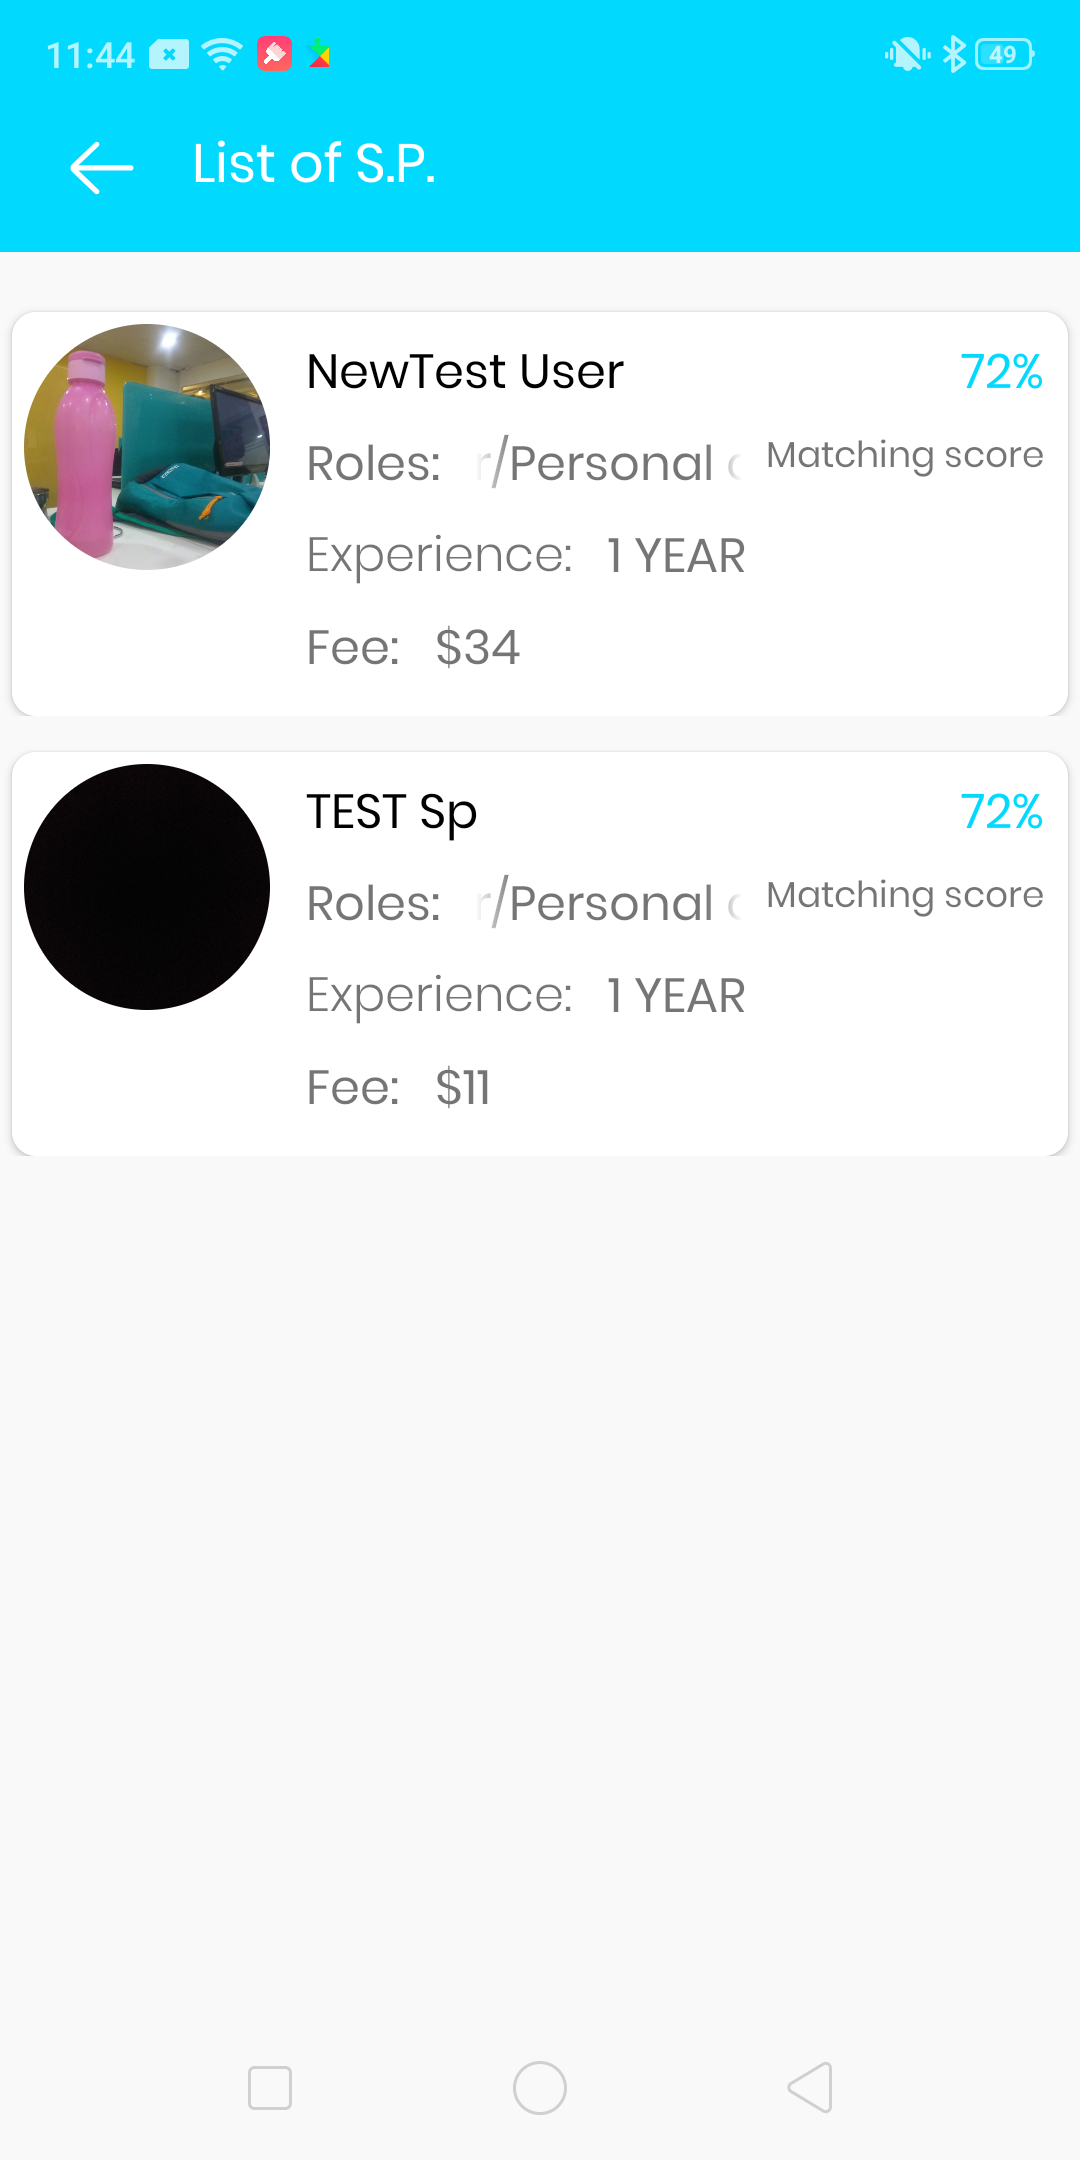 11:44
49
List of S.P.
NewTest User
72%
Roles: r/Personal
Matching score
Experience: 1 YEAR
Fee: $34
TEST Sp
72%
Roles: r/Personal
Matching score
Experience: 1 YEAR
Fee: $11